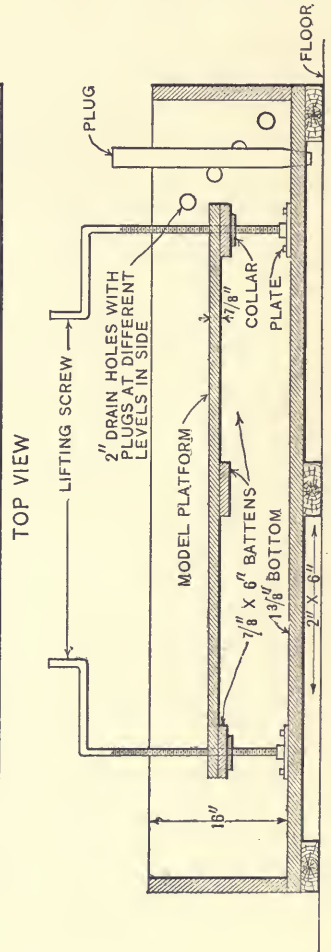 TOP VIEW
LIFTING SCREW
PLUG
2" DRAIN HOLES WITH
PLUGS AT DIFFERENT
LEVELS IN SIDE
MODEL PLATFORM
7/8"
COLLAR
PLATE
16"
7/8" X 6" BATTENS
1 3/8" BOTTOM
2" X 6"
FLOOR